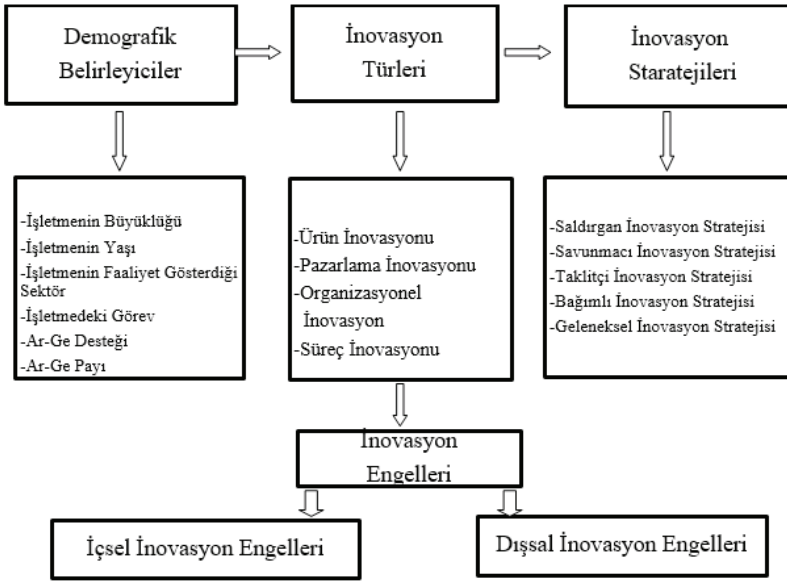 Demografik
Belirleyiciler
İnovasyon
Türleri
İnovasyon
Staratejileri
-İşletmenin Büyüklüğü
-İşletmenin Yaşı
-İşletmenin Faaliyet Gösterdiği
Sektör
-İşletmedeki Görev
-Ar-Ge Desteği
-Ar-Ge Payı
-Ürün İnovasyonu
-Pazarlama İnovasyonu
-Organizasyonel
İnovasyon
-Süreç İnovasyonu
-Saldırgan İnovasyon Stratejisi
-Savunmacı İnovasyon Stratejisi
-Taklitçi İnovasyon Stratejisi
-Bağımlı İnovasyon Stratejisi
-Geleneksel İnovasyon Stratejisi
İnovasyon
Engelleri
İçsel İnovasyon Engelleri
Dışsal İnovasyon Engelleri